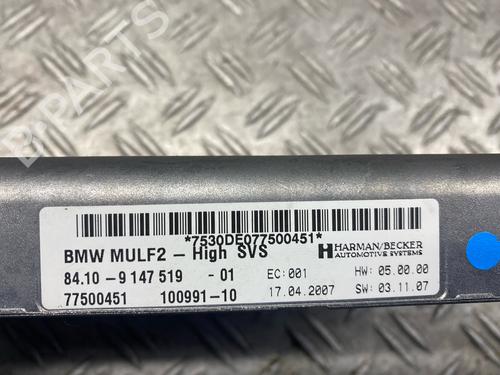 *7530DE077500451*
BMW MULF2 - High SVS
HARMAN/BECKER
AUTOMOTIVE SYSTEMS
84.10 - 9 147 519 - 01
EC: 001
HW: 05.00.00
77500451
100991-10
17.04.2007
SW: 03.11.07